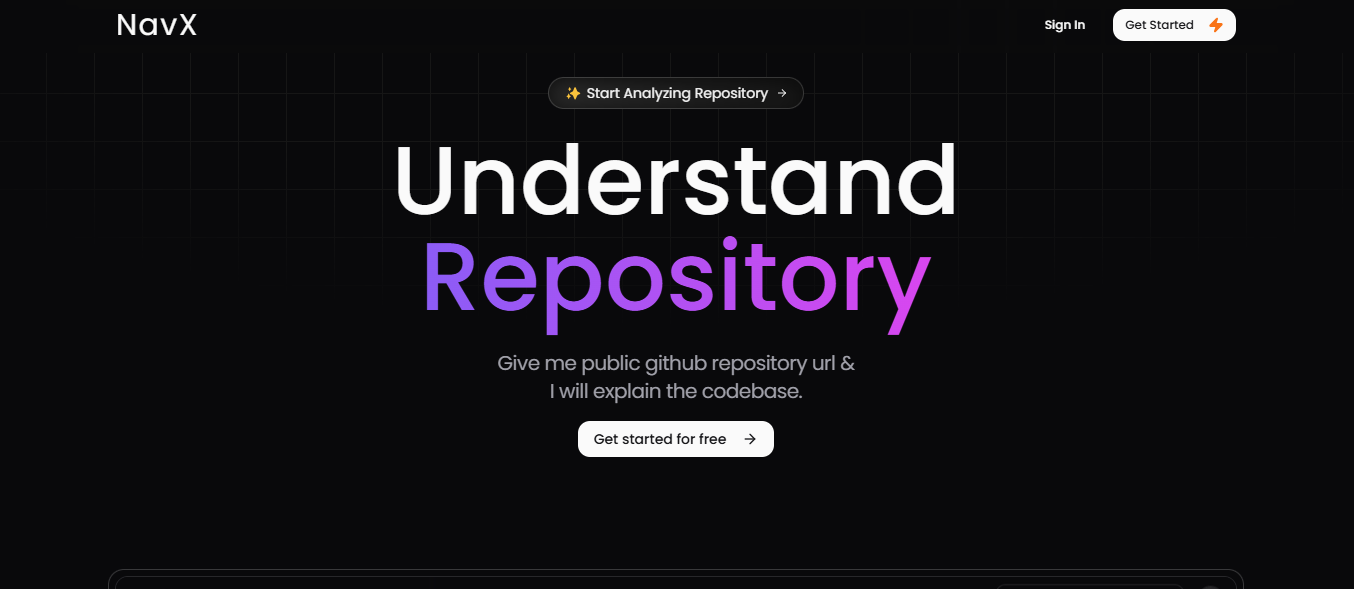 NavX
Sign In
Get Started
✨ Start Analyzing Repository →
Understand
Repository
Give me public github repository url &
I will explain the codebase.
Get started for free →